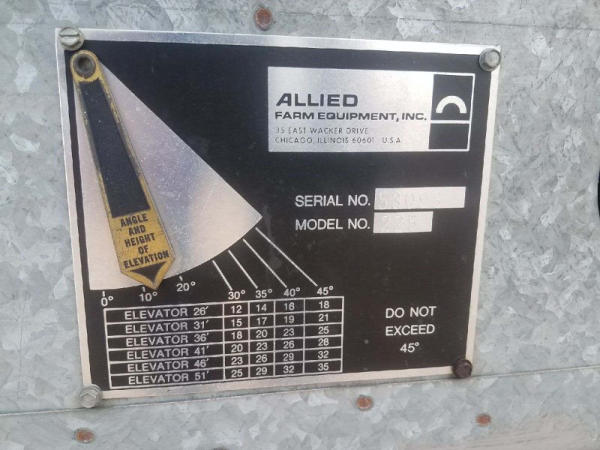 ALLIED
FARM EQUIPMENT, INC.
35 EAST WACKER DRIVE
CHICAGO, ILLINOIS 60601 U.S.A.
SERIAL NO.
MODEL NO.
ANGLE
AND
HEIGHT
OF
ELEVATION
0° 10° 20° 30° 35° 40° 45°
ELEVATOR 26' 12 14 16 18
ELEVATOR 31' 15 17 19 21
ELEVATOR 36' 18 20 23 25
ELEVATOR 41' 20 23 26 28
ELEVATOR 46' 23 26 29 32
ELEVATOR 51' 25 29 32 35
DO NOT
EXCEED
45°